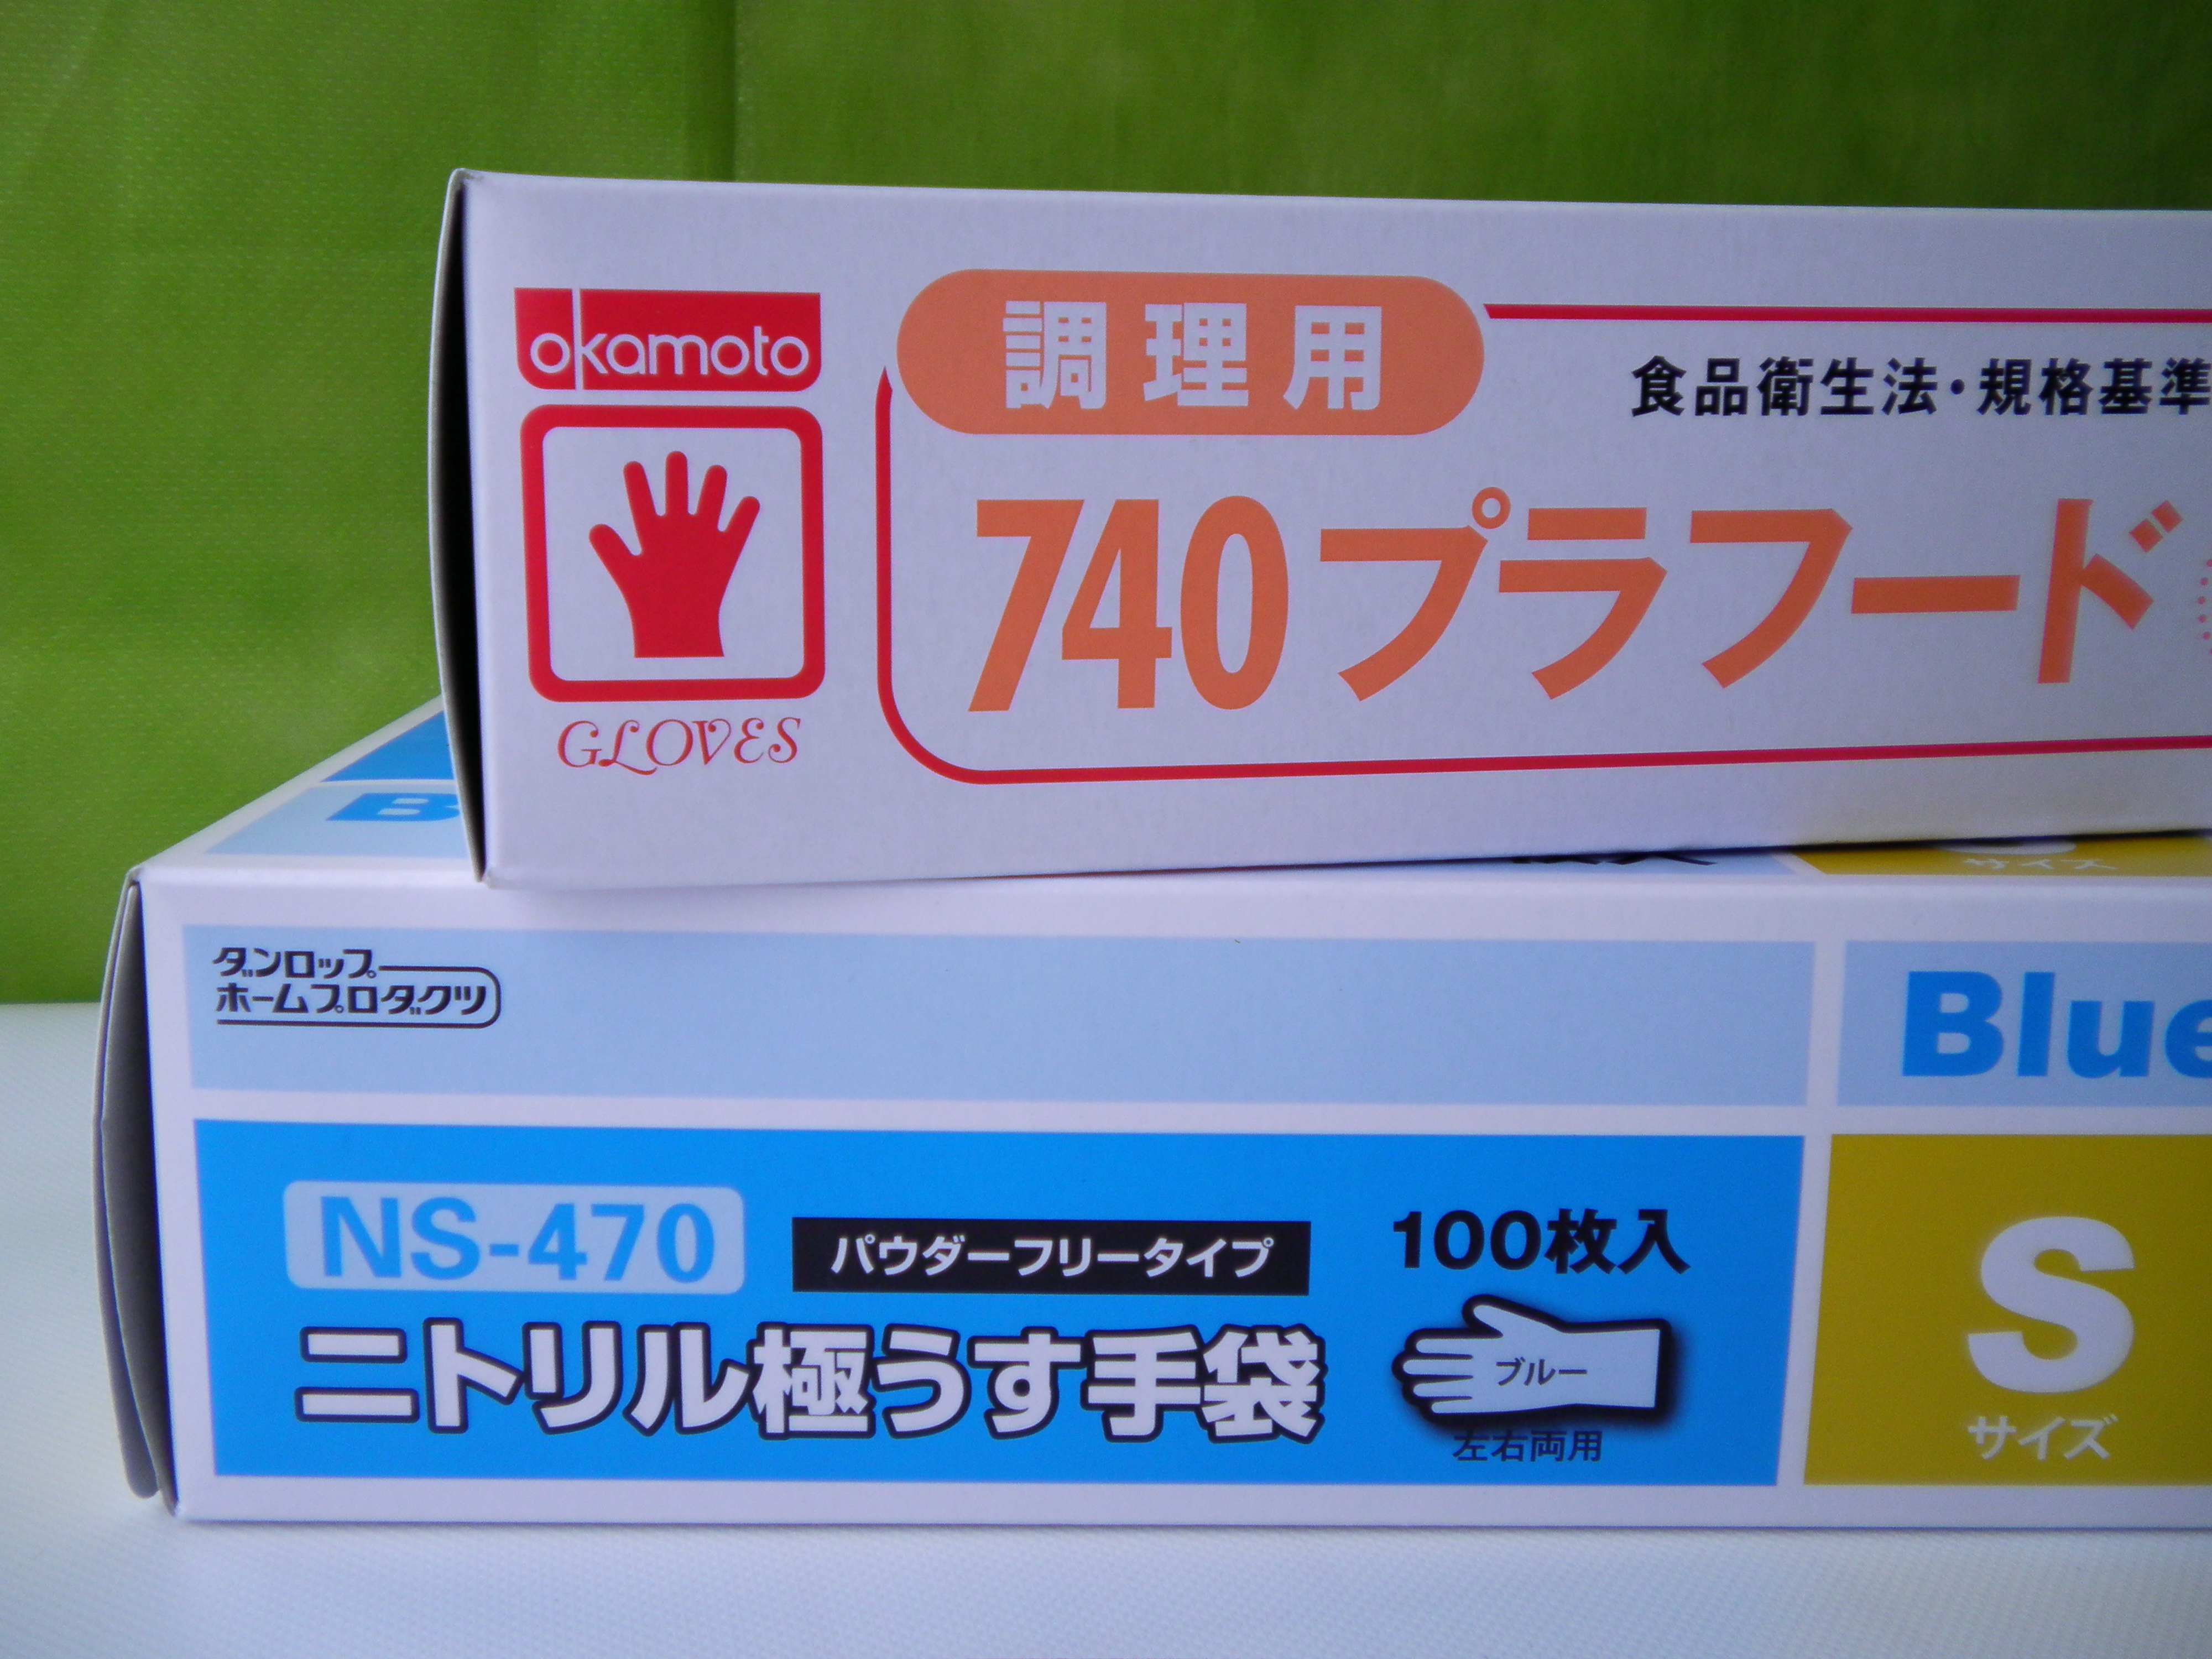 okamoto
GLOVES
調理用
食品衛生法・規格基準
740プラフード
サイズ
ダンロップ
ホームプロダクツ
Blue
NS-470
パウダーフリータイプ
100枚入
ニトリル極うす手袋
ブルー
左右両用
S
サイズ